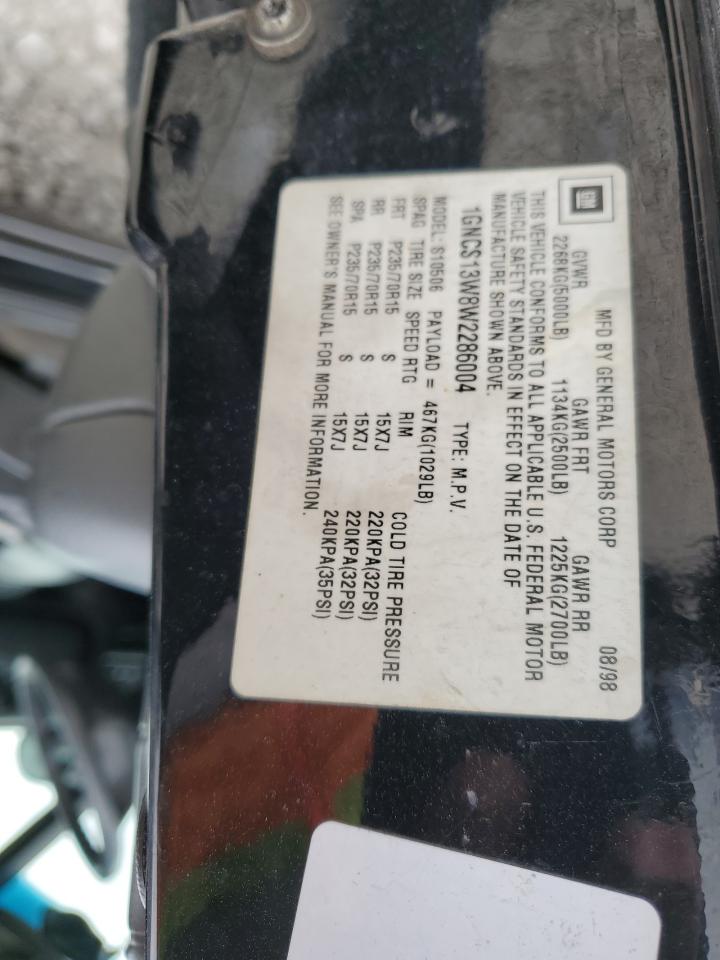 GM MFD BY GENERAL MOTORS CORP 08/98
GVWR GAWR FRT GAWR RR
2268KG(5000LB) 1134KG(2500LB) 1225KG(2700LB)
THIS VEHICLE CONFORMS TO ALL APPLICABLE U.S. FEDERAL MOTOR
VEHICLE SAFETY STANDARDS IN EFFECT ON THE DATE OF
MANUFACTURE SHOWN ABOVE.
1GNCS13W8W2286004 TYPE: M.P.V.
MODEL: S10506 PAYLOAD = 467KG(1029LB)
SPAG TIRE SIZE SPEED RTG RIM COLD TIRE PRESSURE
FRT P235/70R15 S 15X7J 220KPA(32PSI)
RR P235/70R15 S 15X7J 220KPA(32PSI)
SPA P235/70R15 S 15X7J 240KPA(35PSI)
SEE OWNER'S MANUAL FOR MORE INFORMATION.